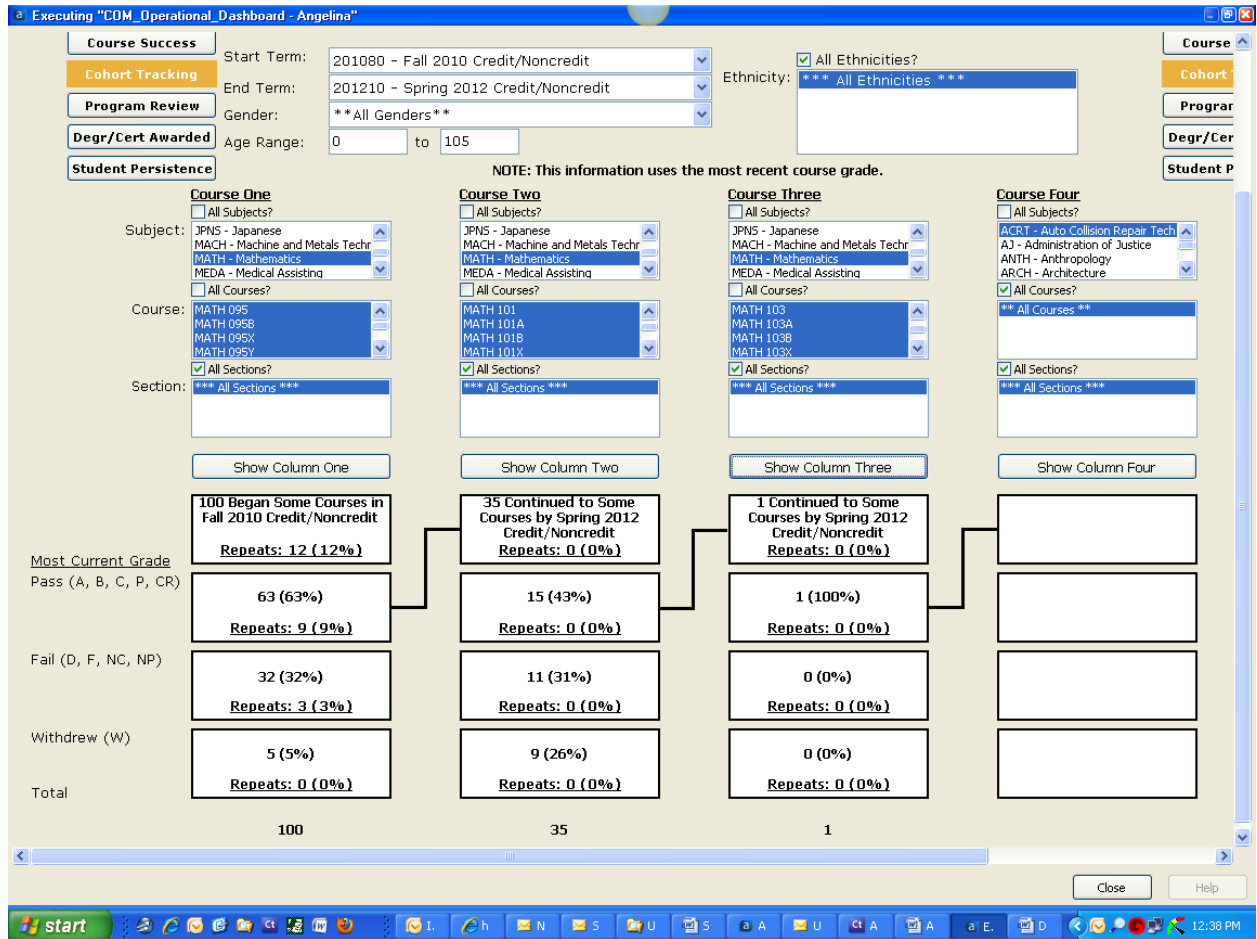 Executing "COM_Operational_Dashboard - Angelina"
Course Success
Cohort Tracking
Program Review
Degr/Cert Awarded
Student Persistence
Start Term: 201080 - Fall 2010 Credit/Noncredit
End Term: 201210 - Spring 2012 Credit/Noncredit
Gender: **All Genders**
Age Range: 0 to 105
All Ethnicities?
Ethnicity: *** All Ethnicities ***
Course
Cohort
Program
Degr/Cer
Student P
NOTE: This information uses the most recent course grade.
Course One Course Two Course Three Course Four
All Subjects? All Subjects? All Subjects? All Subjects?
Subject: JPNS - Japanese JPNS - Japanese JPNS - Japanese ACRT - Auto Collision Repair Tech
MACH - Machine and Metals Techr MACH - Machine and Metals Techr MACH - Machine and Metals Techr AJ - Administration of Justice
MATH - Mathematics MATH - Mathematics MATH - Mathematics ANTH - Anthropology
MEDA - Medical Assisting MEDA - Medical Assisting MEDA - Medical Assisting ARCH - Architecture
All Courses? All Courses? All Courses? All Courses?
Course: MATH 095 MATH 101 MATH 103 ** All Courses **
MATH 095B MATH 101A MATH 103A
MATH 095X MATH 101B MATH 103B
MATH 095Y MATH 101X MATH 103X
All Sections? All Sections? All Sections? All Sections?
Section: *** All Sections *** *** All Sections *** *** All Sections *** *** All Sections ***
Show Column One Show Column Two Show Column Three Show Column Four
100 Began Some Courses in 35 Continued to Some 1 Continued to Some
Fall 2010 Credit/Noncredit Courses by Spring 2012 Courses by Spring 2012
Credit/Noncredit Credit/Noncredit
Repeats: 12 (12%) Repeats: 0 (0%) Repeats: 0 (0%)
Most Current Grade
Pass (A, B, C, P, CR)
63 (63%) 15 (43%) 1 (100%)
Repeats: 9 (9%) Repeats: 0 (0%) Repeats: 0 (0%)
Fail (D, F, NC, NP)
32 (32%) 11 (31%) 0 (0%)
Repeats: 3 (3%) Repeats: 0 (0%) Repeats: 0 (0%)
Withdrew (W)
5 (5%) 9 (26%) 0 (0%)
Repeats: 0 (0%) Repeats: 0 (0%) Repeats: 0 (0%)
Total
100 35 1
Close Help
start I. h N S U S a A U Ct A A a E. D 12:38 PM